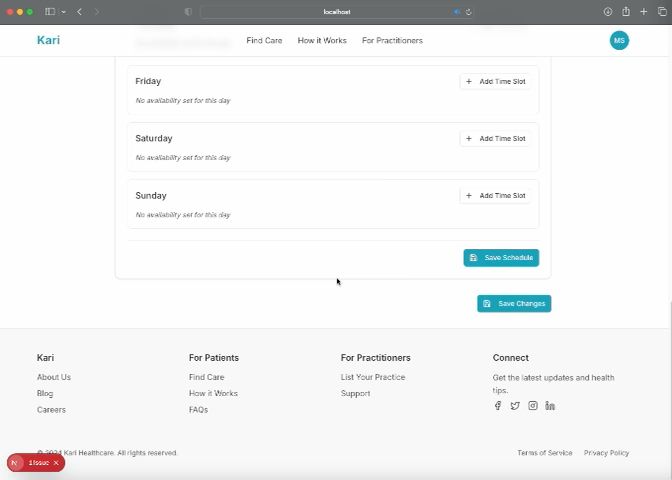 localhost
Kari
Find Care
How it Works
For Practitioners
MS
Friday
+ Add Time Slot
No availability set for this day
Saturday
+ Add Time Slot
No availability set for this day
Sunday
+ Add Time Slot
No availability set for this day
Save Schedule
Save Changes
Kari
About Us
Blog
Careers
For Patients
Find Care
How it Works
FAQs
For Practitioners
List Your Practice
Support
Connect
Get the latest updates and health
tips.
© 2024 Kari Healthcare. All rights reserved.
Terms of Service
Privacy Policy
N
1 Issue ×